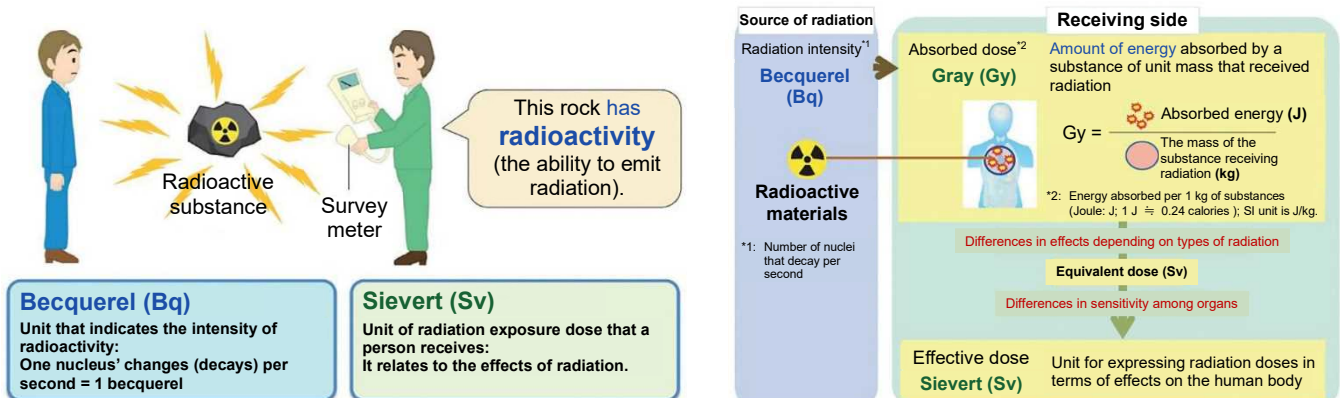 This rock has
radioactivity
(the ability to emit
radiation).
Radioactive
substance
Survey
meter
Becquerel (Bq)
Unit that indicates the intensity of
radioactivity:
One nucleus' changes (decays) per
second = 1 becquerel
Sievert (Sv)
Unit of radiation exposure dose that a
person receives:
It relates to the effects of radiation.
Source of radiation
Radiation intensity*1
Becquerel
(Bq)
Radioactive
materials
*1: Number of nuclei
that decay per
second
Receiving side
Absorbed dose*2
Gray (Gy)
Amount of energy absorbed by a
substance of unit mass that received
radiation
Gy =
Absorbed energy (J)
The mass of the
substance receiving
radiation (kg)
*2: Energy absorbed per 1 kg of substances
(Joule: J; 1 J ≒ 0.24 calories ); SI unit is J/kg.
Differences in effects depending on types of radiation
Equivalent dose (Sv)
Differences in sensitivity among organs
Effective dose
Sievert (Sv)
Unit for expressing radiation doses in
terms of effects on the human body